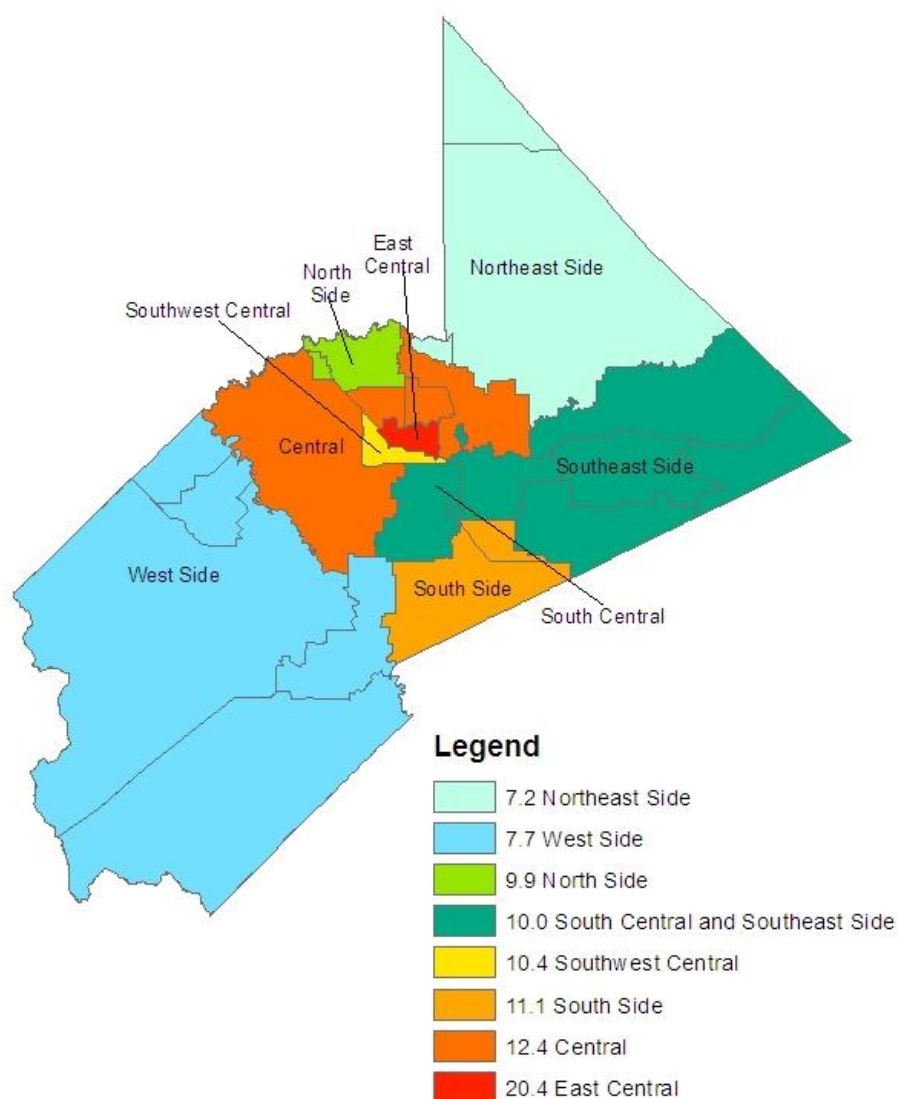 East
Central
Northeast Side
North
Side
Southwest Central
Central
Southeast Side
West Side
South Side
South Central
Legend
7.2 Northeast Side
7.7 West Side
9.9 North Side
10.0 South Central and Southeast Side
10.4 Southwest Central
11.1 South Side
12.4 Central
20.4 East Central